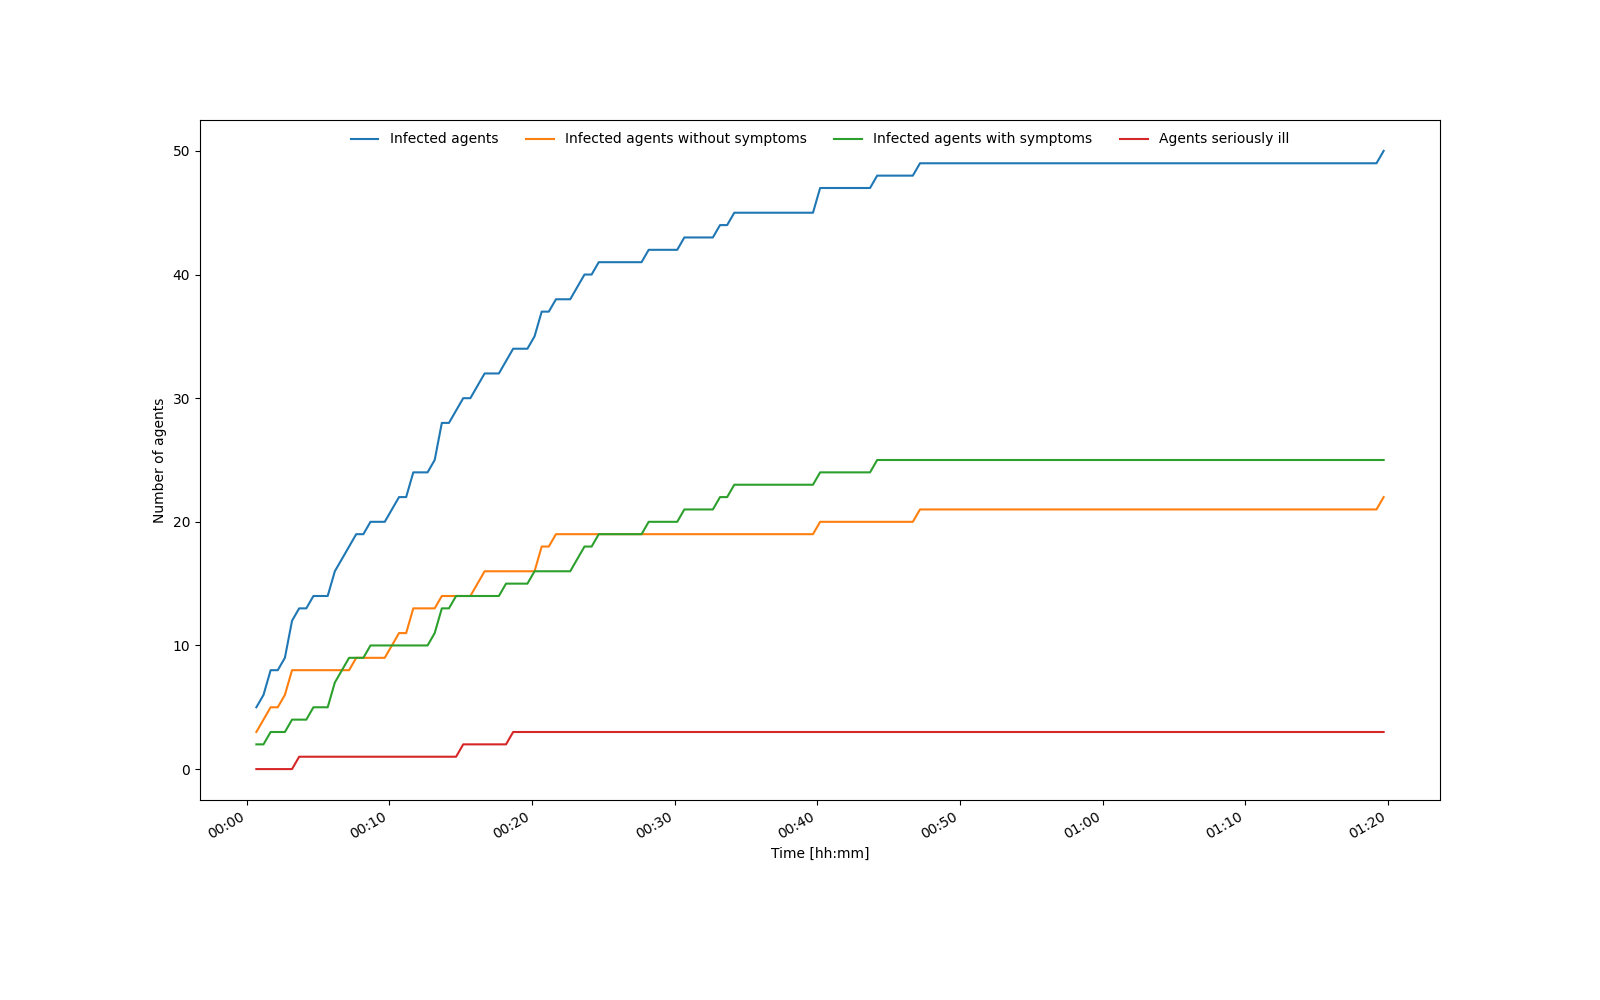 Infected agents
Infected agents without symptoms
Infected agents with symptoms
Agents seriously ill
50
40
30
20
10
0
Number of agents
00:00
00:10
00:20
00:30
00:40
00:50
01:00
01:10
01:20
Time [hh:mm]